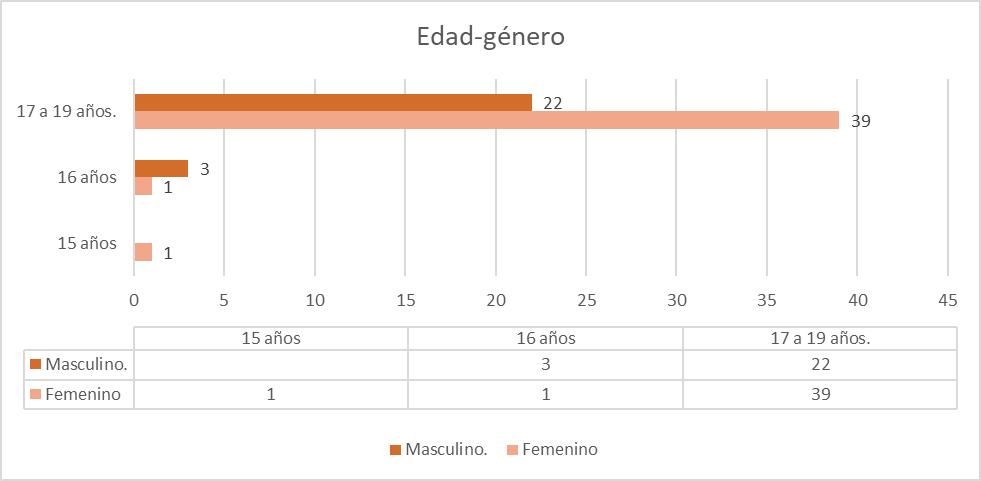 Edad-género
17 a 19 años.
22
39
16 años
3
1
15 años
1
0 5 10 15 20 25 30 35 40 45
15 años 16 años 17 a 19 años.
Masculino. 3 22
Femenino 1 1 39
Masculino. Femenino